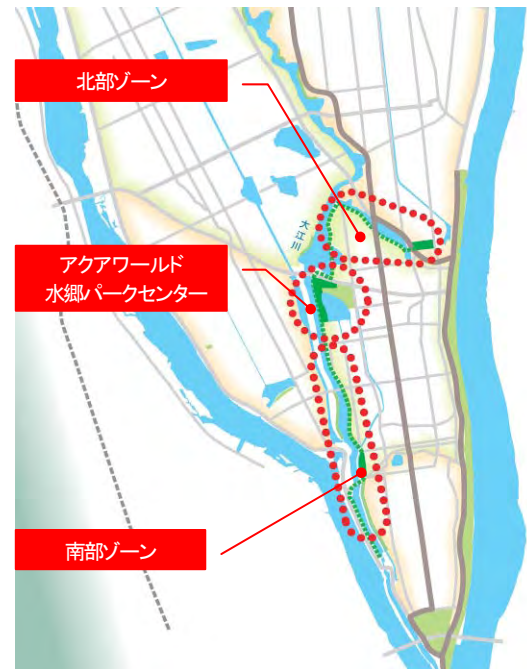 北部ゾーン
大江川
アクアワールド
水郷パークセンター
南部ゾーン